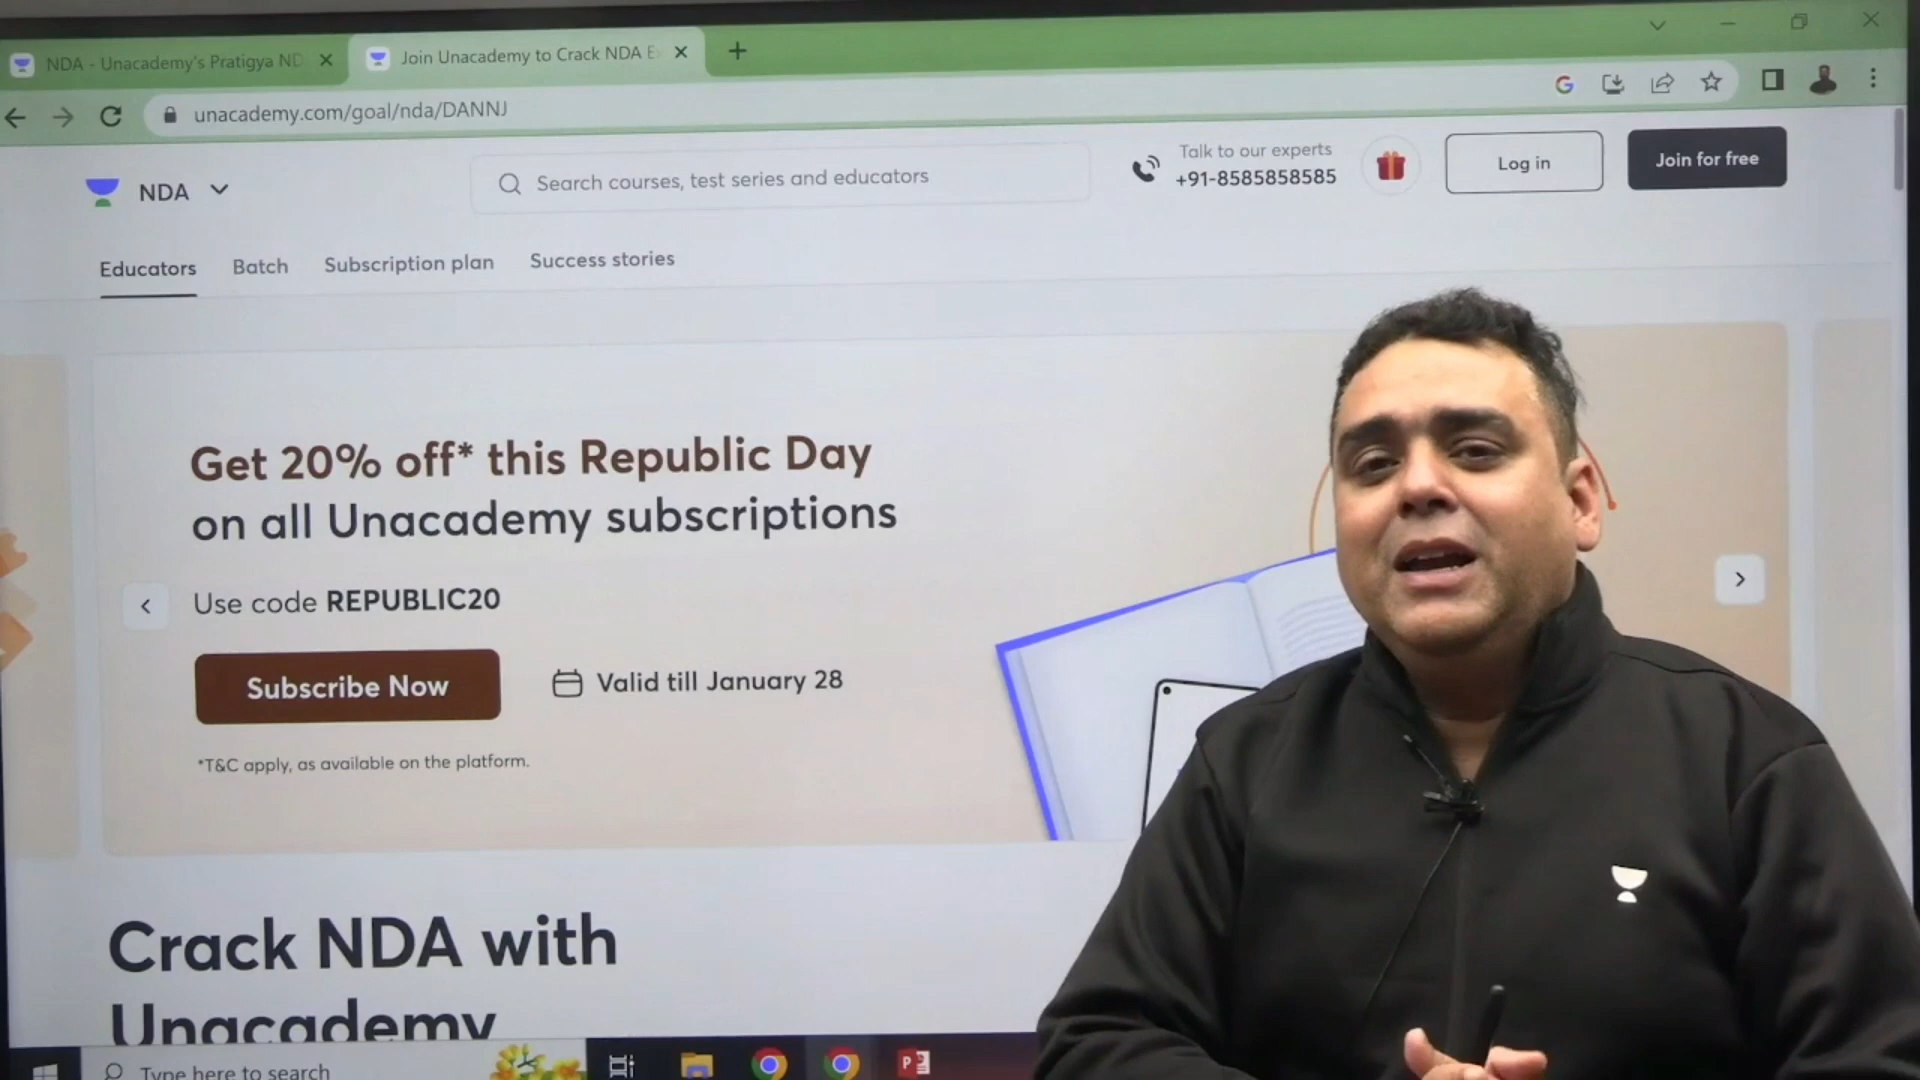 NDA - Unacademy's Pratigya ND
Join Unacademy to Crack NDA E
unacademy.com/goal/nda/DANNJ
NDA
Search courses, test series and educators
Talk to our experts
+91-8585858585
Log in
Join for free
Educators Batch Subscription plan Success stories
Get 20% off* this Republic Day
on all Unacademy subscriptions
Use code REPUBLIC20
Subscribe Now
Valid till January 28
*T&C apply, as available on the platform.
Crack NDA with
Unacademy
Type here to search